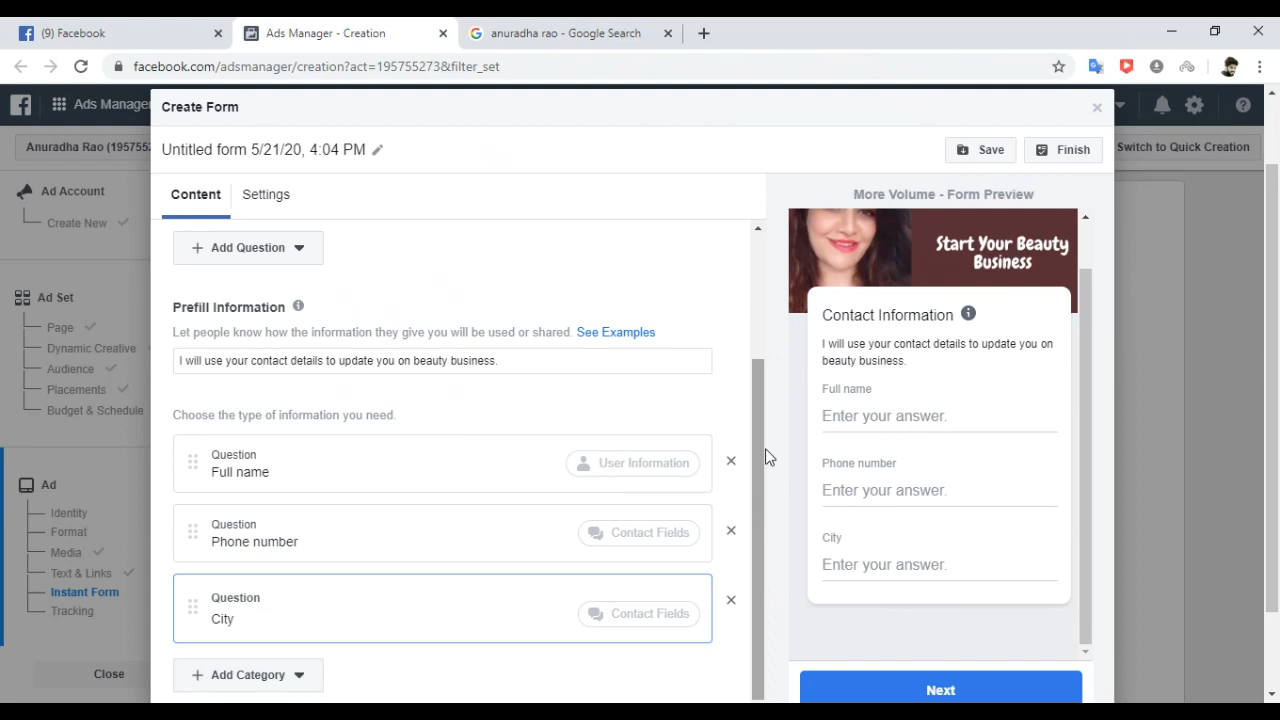 (9) Facebook
Ads Manager - Creation
anuradha rao - Google Search
facebook.com/adsmanager/creation?act=195755273&filter_set
Ads Manager
Create Form
Anuradha Rao (1957552
Switch to Quick Creation
Untitled form 5/21/20, 4:04 PM
Save
Finish
Ad Account
Create New
Ad Set
Page
Dynamic Creative
Audience
Placements
Budget & Schedule
Ad
Identity
Format
Media
Text & Links
Instant Form
Tracking
Close
Content
Settings
Add Question
Prefill Information
Let people know how the information they give you will be used or shared. See Examples
I will use your contact details to update you on beauty business.
Choose the type of information you need.
Question
Full name
User Information
Question
Phone number
Contact Fields
Question
City
Contact Fields
Add Category
More Volume - Form Preview
Start Your Beauty
Business
Contact Information
I will use your contact details to update you on
beauty business.
Full name
Enter your answer.
Phone number
Enter your answer.
City
Enter your answer.
Next